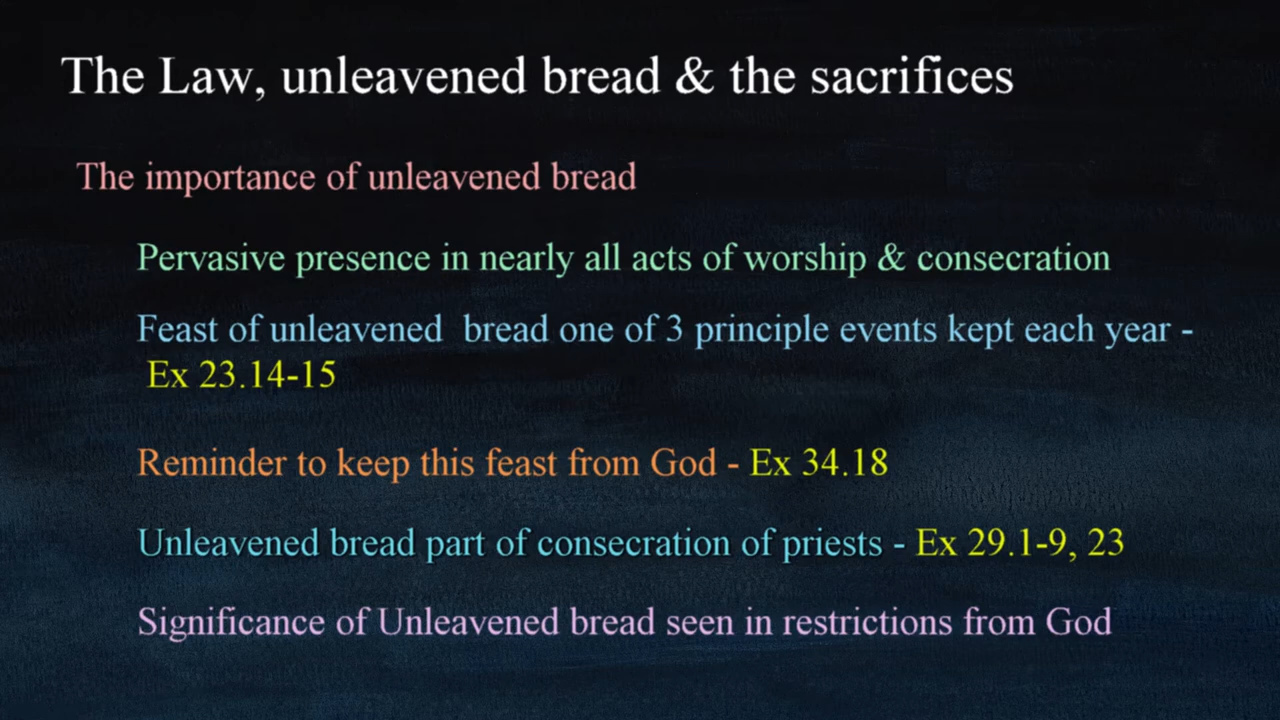 The Law, unleavened bread & the sacrifices
The importance of unleavened bread
Pervasive presence in nearly all acts of worship & consecration
Feast of unleavened  bread one of 3 principle events kept each year -
Ex 23.14-15
Reminder to keep this feast from God - Ex 34.18
Unleavened bread part of consecration of priests - Ex 29.1-9, 23
Significance of Unleavened bread seen in restrictions from God